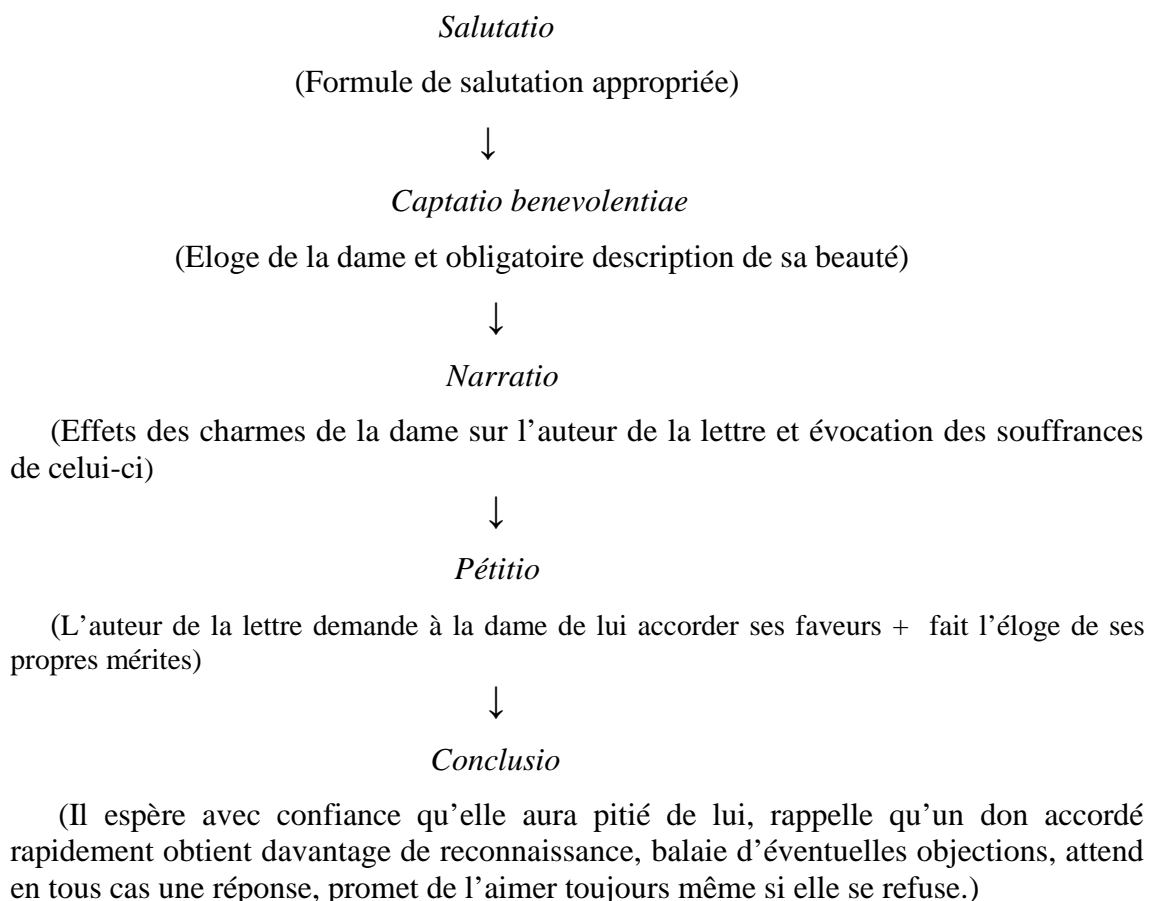 Salutatio
(Formule de salutation appropriée)
↓
Captatio benevolentiae
(Eloge de la dame et obligatoire description de sa beauté)
↓
Narratio
(Effets des charmes de la dame sur l’auteur de la lettre et évocation des souffrances
de celui-ci)
↓
Pétitio
(L’auteur de la lettre demande à la dame de lui accorder ses faveurs + fait l’éloge de ses
propres mérites)
↓
Conclusio
(Il espère avec confiance qu’elle aura pitié de lui, rappelle qu’un don accordé
rapidement obtient davantage de reconnaissance, balaie d’éventuelles objections, attend
en tous cas une réponse, promet de l’aimer toujours même si elle se refuse.)